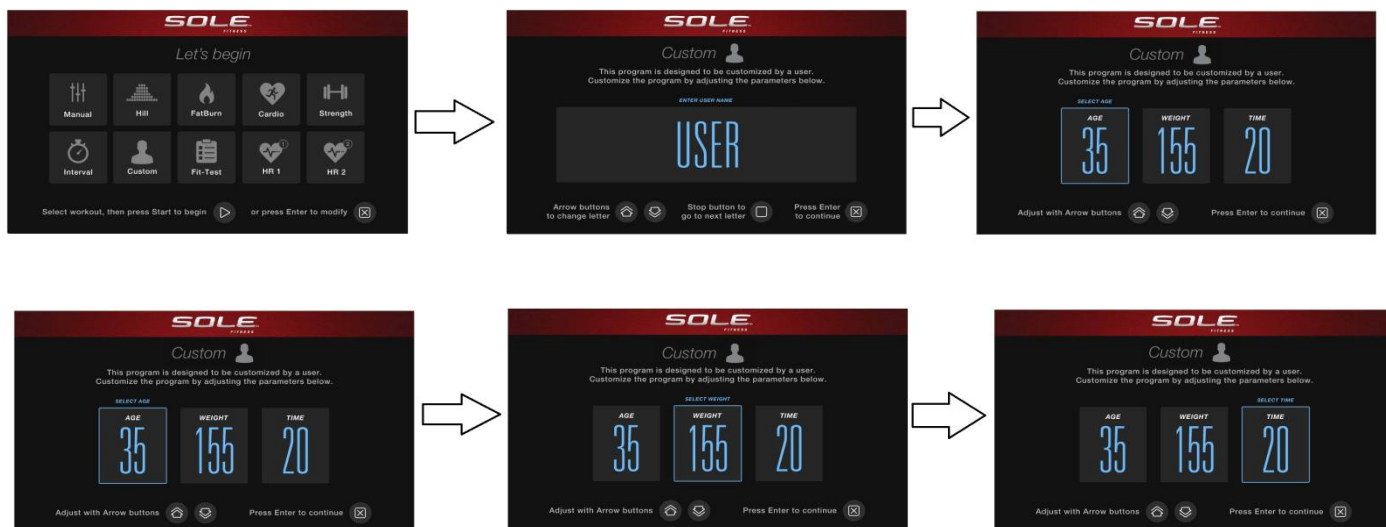 SOLE
FITNESS
Let's begin
Manual
Hill
FatBurn
Cardio
Strength
Interval
Custom
Fit-Test
1
HR 1
2
HR 2
Select workout, then press Start to begin
or press Enter to modify
SOLE
FITNESS
Custom
This program is designed to be customized by a user.
Customize the program by adjusting the parameters below.
ENTER USER NAME
USER
Arrow buttons
to change letter
Stop button to
go to next letter
Press Enter
to continue
SOLE
FITNESS
Custom
This program is designed to be customized by a user.
Customize the program by adjusting the parameters below.
SELECT AGE
AGE
35
WEIGHT
155
TIME
20
Adjust with Arrow buttons
Press Enter to continue
SOLE
FITNESS
Custom
This program is designed to be customized by a user.
Customize the program by adjusting the parameters below.
SELECT AGE
AGE
35
WEIGHT
155
TIME
20
Adjust with Arrow buttons
Press Enter to continue
SOLE
FITNESS
Custom
This program is designed to be customized by a user.
Customize the program by adjusting the parameters below.
SELECT WEIGHT
AGE
35
WEIGHT
155
TIME
20
Adjust with Arrow buttons
Press Enter to continue
SOLE
FITNESS
Custom
This program is designed to be customized by a user.
Customize the program by adjusting the parameters below.
SELECT TIME
AGE
35
WEIGHT
155
TIME
20
Adjust with Arrow buttons
Press Enter to continue